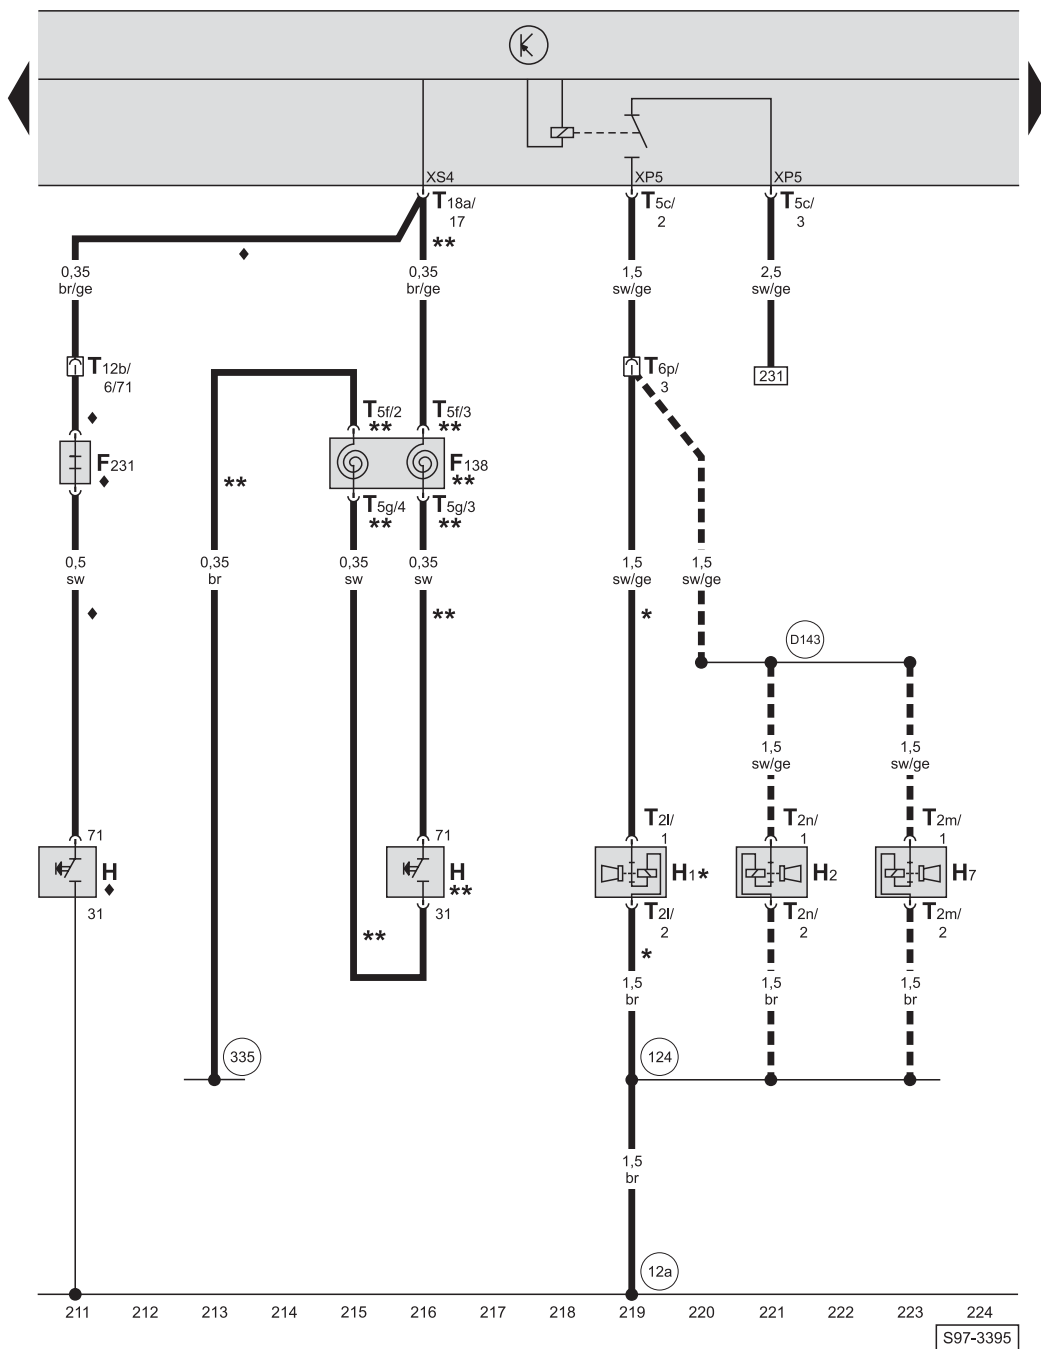 XS4 XP5 XP5
T18a/ T5c/ T5c/
17 2 3
**
♦
0,35 0,35 1,5 2,5
br/ge br/ge sw/ge sw/ge
T12b/ T6p/
6/71 3
231
♦
T5f/2 T5f/3
** **
F231 F138
♦ ** **
T5g/4 T5g/3
** **
0,5 0,35 0,35 0,35 1,5 1,5
sw br sw sw sw/ge sw/ge
♦ ** *
D143
1,5 1,5
sw/ge sw/ge
T2l/ T2n/ T2m/
71 71 1 1 1
H H H1* H2 H7
♦ **
31 31
T2l/ T2n/ T2m/
2 2 2
** *
1,5 1,5 1,5
br br br
335 124
1,5
br
12a
211 212 213 214 215 216 217 218 219 220 221 222 223 224
S97-3395